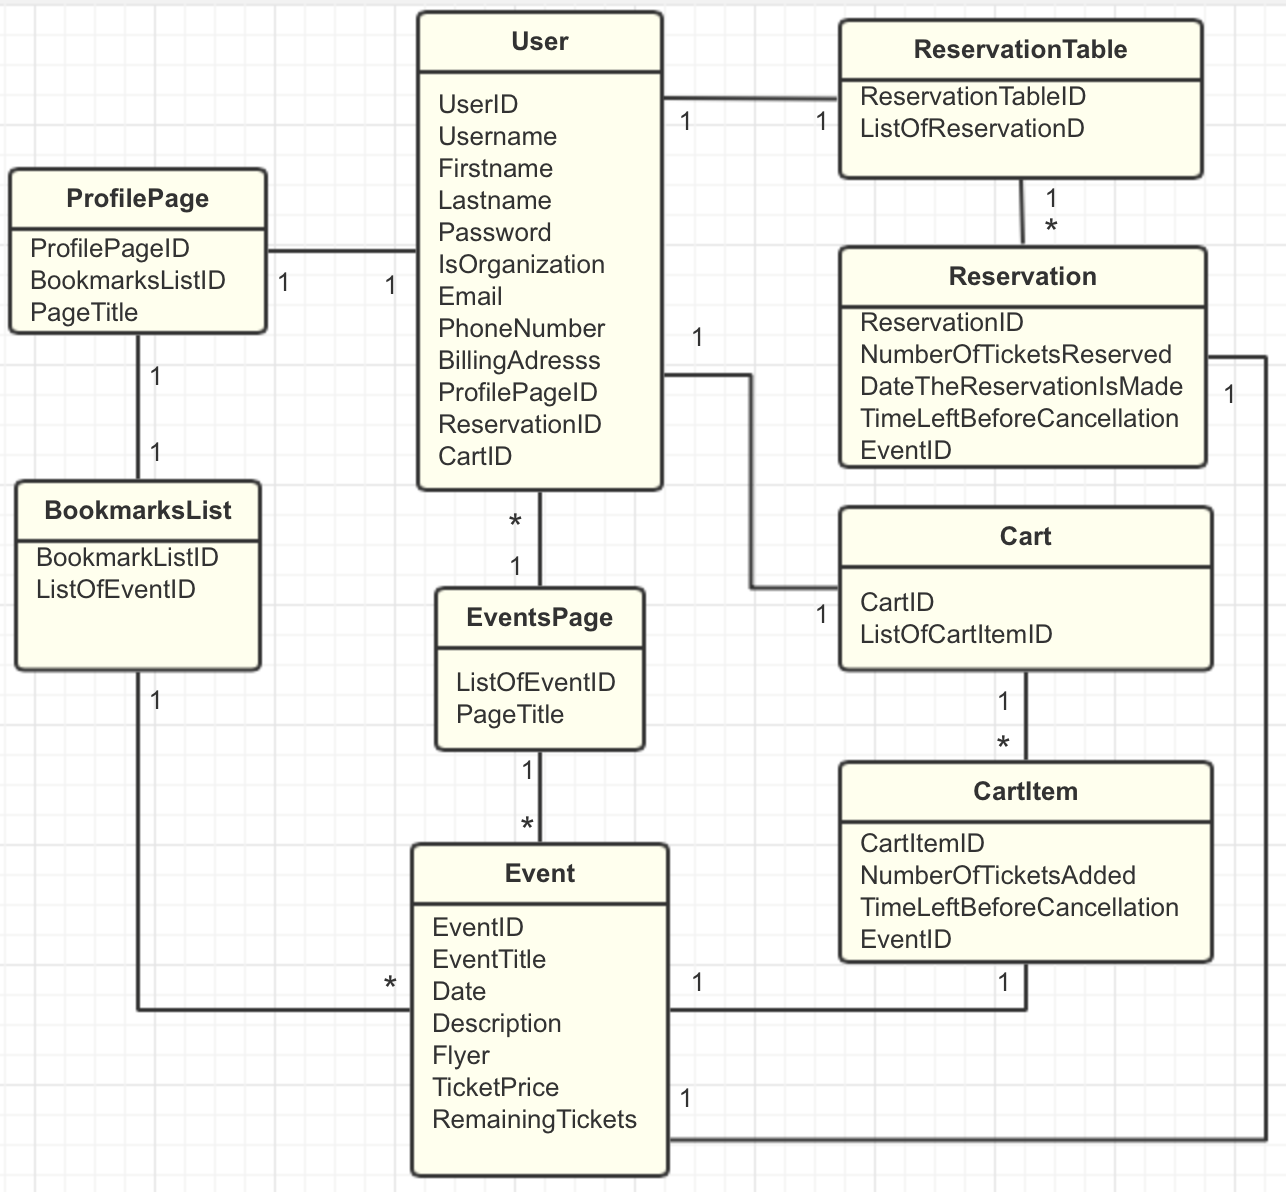 User
UserID
Username
Firstname
Lastname
Password
IsOrganization
Email
PhoneNumber
BillingAdresss
ProfilePageID
ReservationID
CartID
ReservationTable
ReservationTableID
ListOfReservationD
1
1
1
*
ProfilePage
ProfilePageID
BookmarksListID
PageTitle
1
1
1
1
Reservation
ReservationID
NumberOfTicketsReserved
DateTheReservationIsMade
TimeLeftBeforeCancellation
EventID
1
1
1
BookmarksList
BookmarkListID
ListOfEventID
1
*
1
EventsPage
ListOfEventID
PageTitle
1
*
Cart
CartID
ListOfCartItemID
1
*
CartItem
CartItemID
NumberOfTicketsAdded
TimeLeftBeforeCancellation
EventID
1
1
*
Event
EventID
EventTitle
Date
Description
Flyer
TicketPrice
RemainingTickets
1